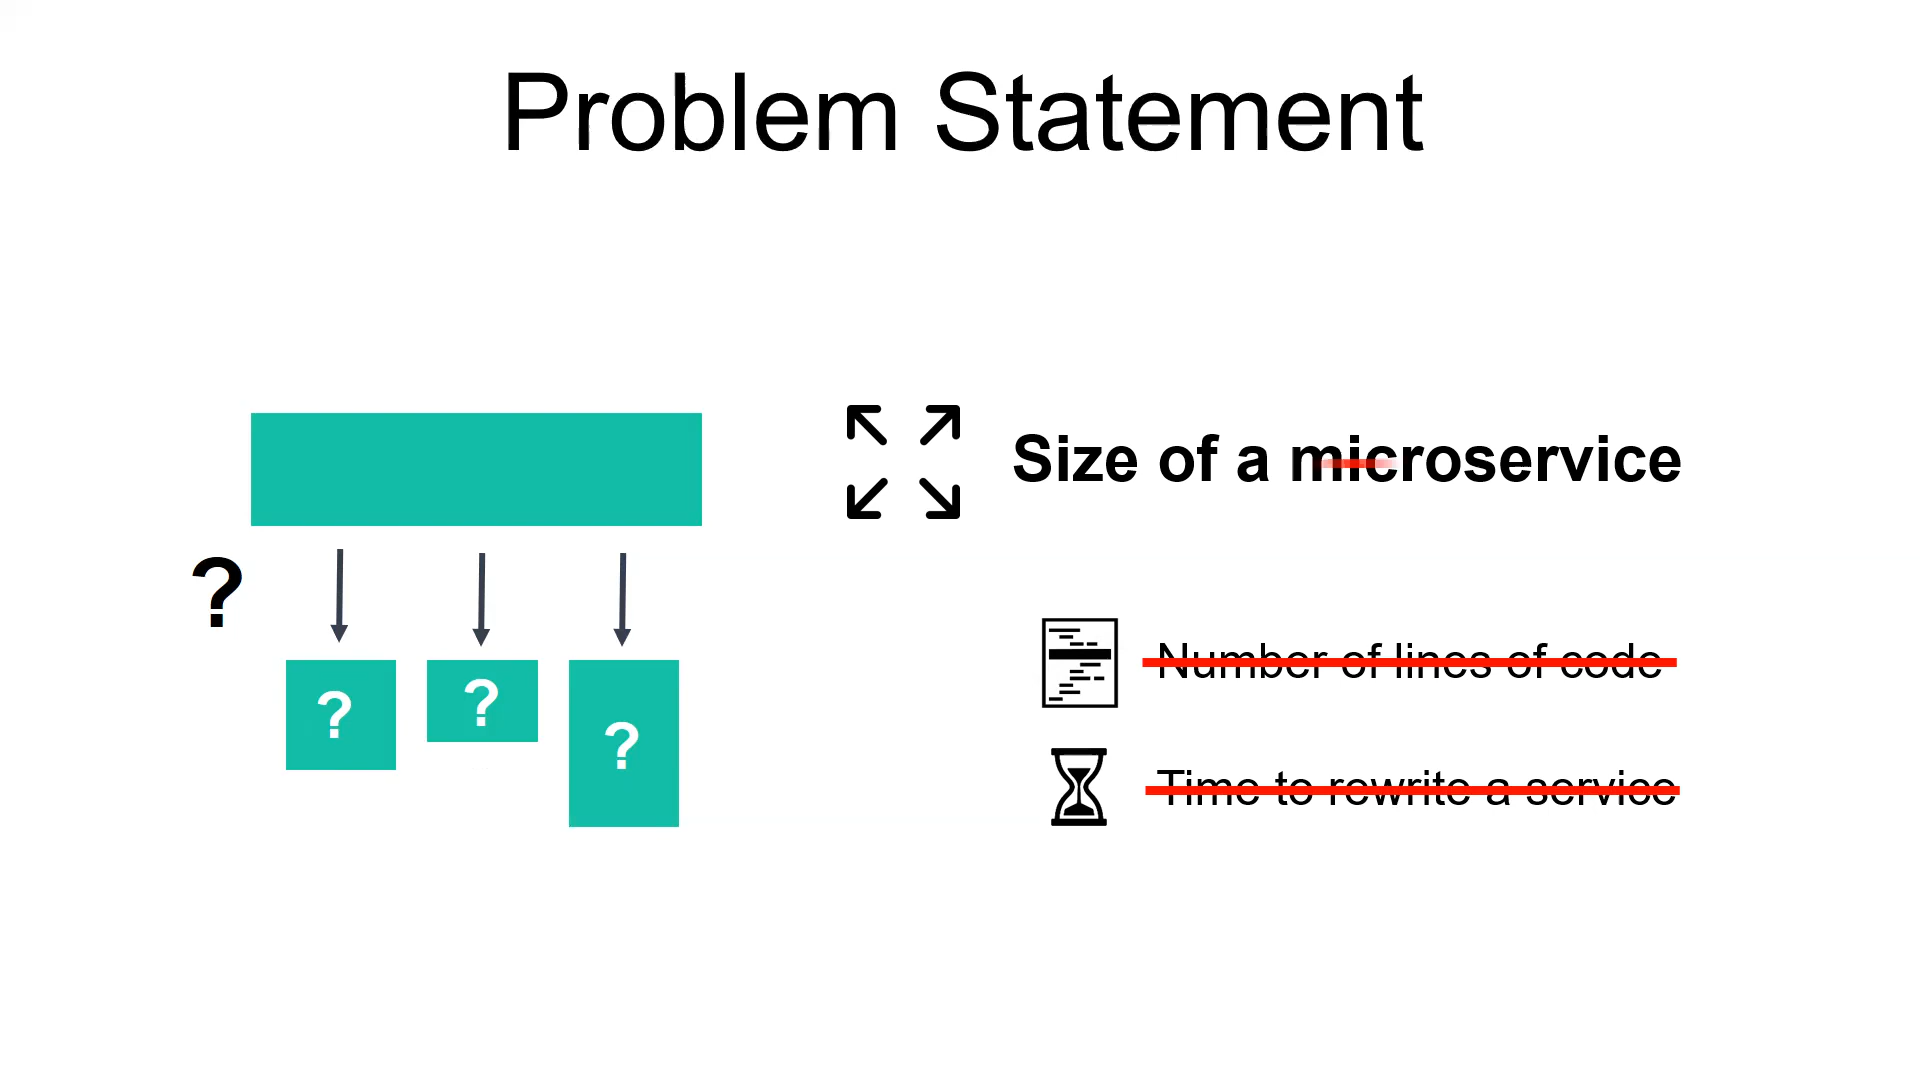 Problem Statement
Size of a microservice
?
?
?
?
Number of lines of code
Time to rewrite a service